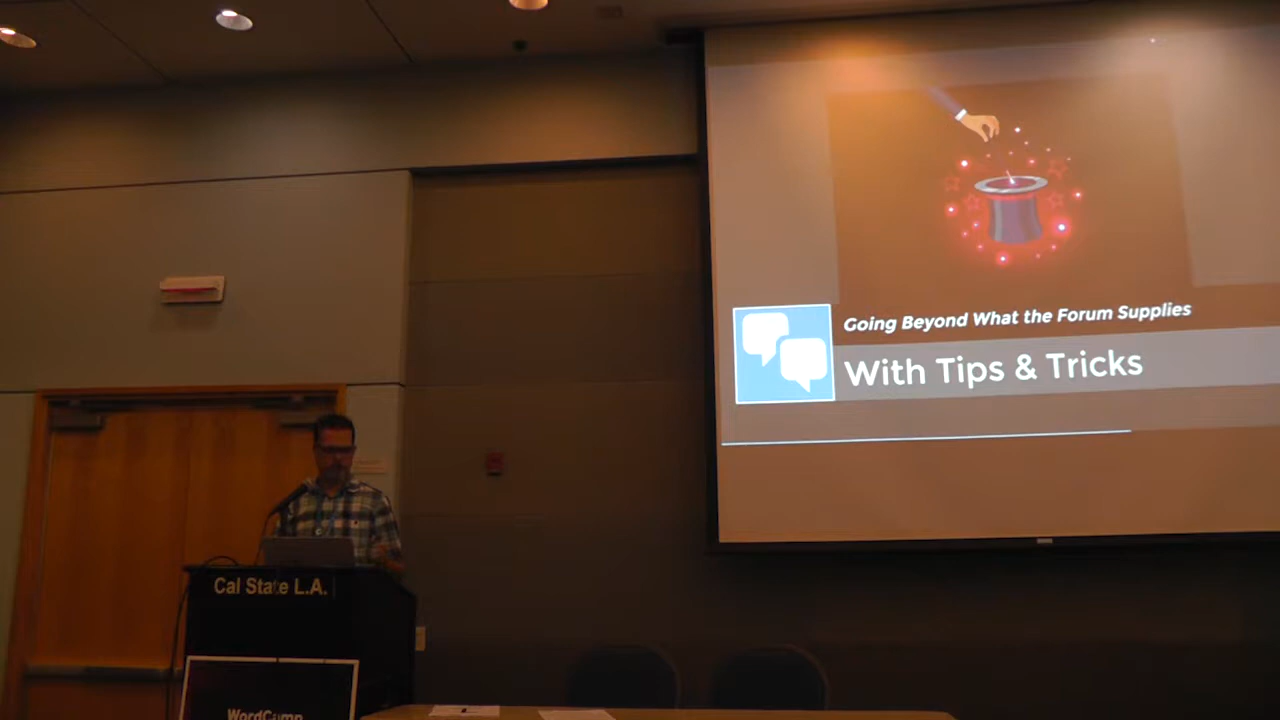 Going Beyond What the Forum Supplies
With Tips & Tricks
Cal State L.A.
WordCamp